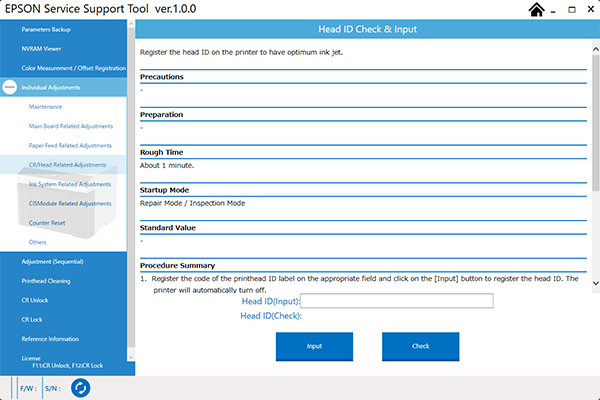 EPSON Service Support Tool  ver.1.0.0
Parameters Backup
NVRAM Viewer
Color Measurement / Offset Registration
Individual Adjustments
Maintenance
Main Board Related Adjustments
Paper Feed Related Adjustments
CR/Head Related Adjustments
Ink System Related Adjustments
CISModule Related Adjustments
Counter Reset
Others
Adjustment (Sequential)
Printhead Cleaning
CR Unlock
CR Lock
Reference Information
License
F11:CR Unlock, F12:CR Lock
Head ID Check & Input
Register the head ID on the printer to have optimum ink jet.
Precautions
-
Preparation
-
Rough Time
About 1 minute.
Startup Mode
Repair Mode / Inspection Mode
Standard Value
-
Procedure Summary
1. Register the code of the printhead ID label on the appropriate field and click on the [Input] button to register the head ID. The
printer will automatically turn off.
Head ID(Input):
Head ID(Check):
Input
Check
F/W : S/N :